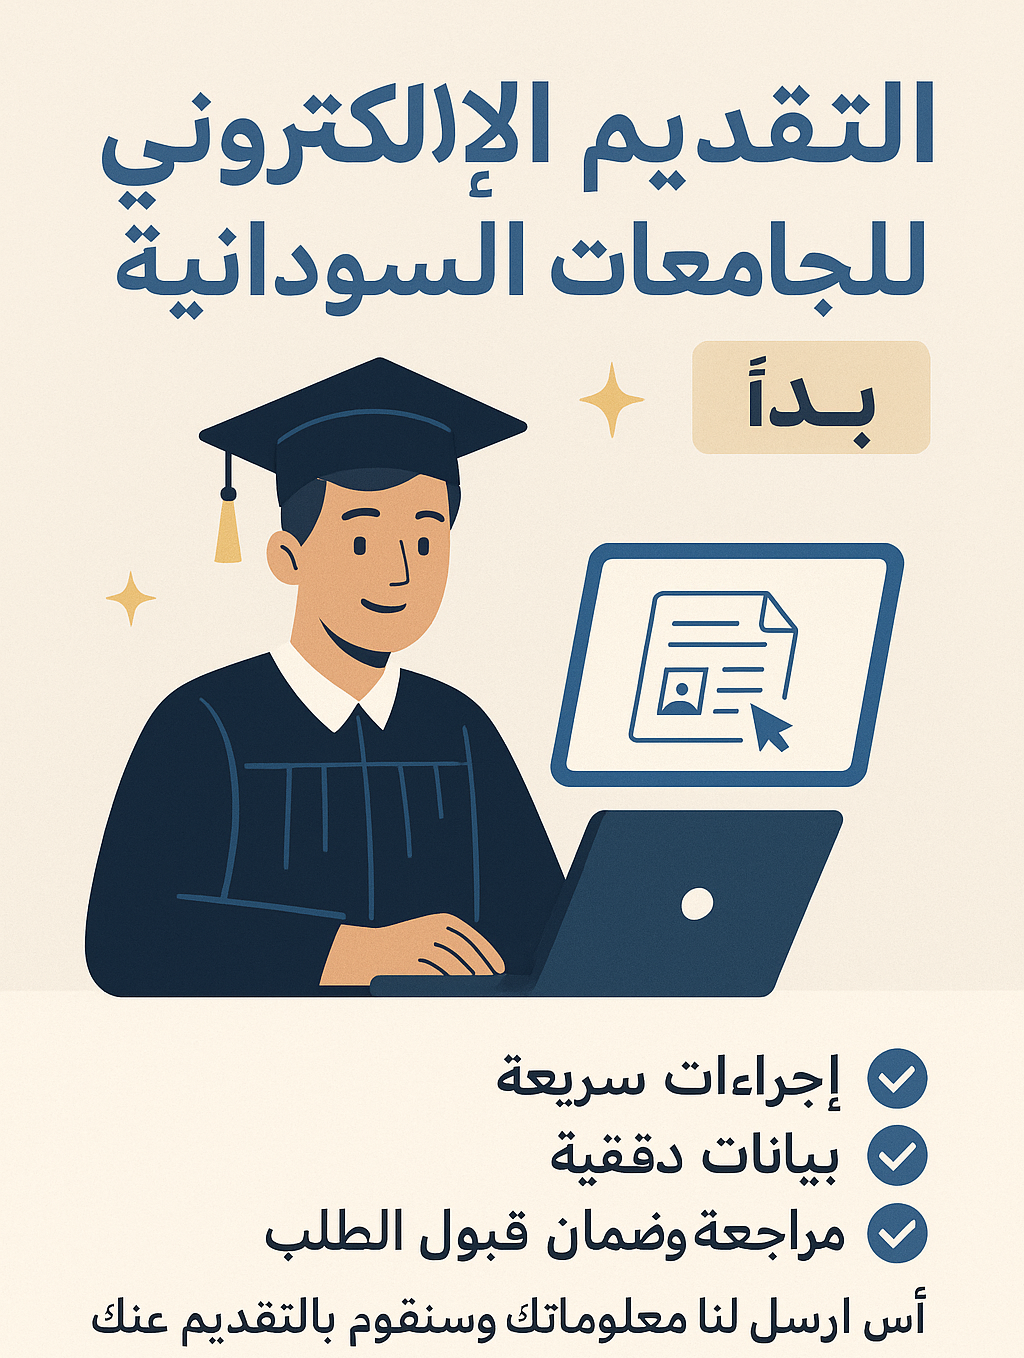 التقديم الإالكتروني
للجامعات السودانية
بـدأً
إجراءات سريعة
بيانات دققية
مراجعة وضمان قبول الطلب
أس ارسل لنا معلوماتك وسنقوم بالتقديم عنك